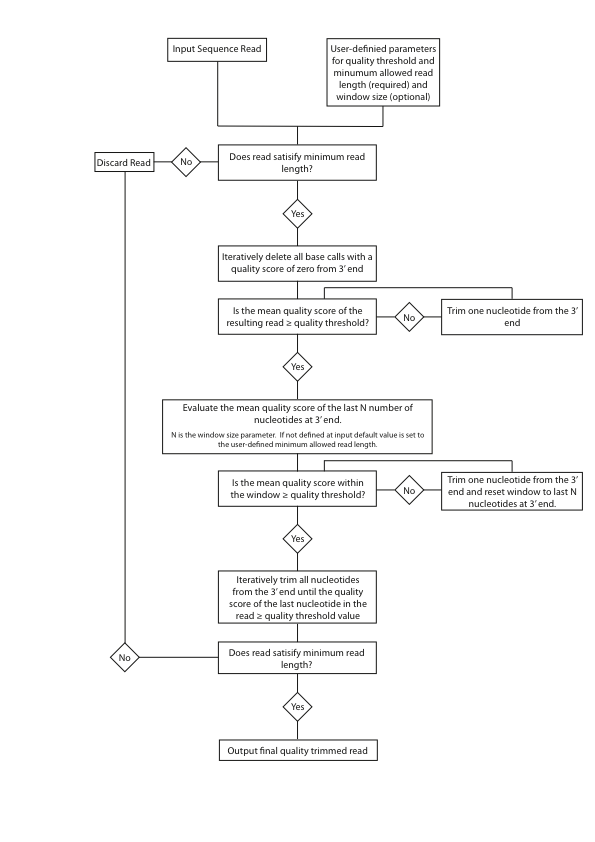 Input Sequence Read
User-definied parameters
for quality threshold and
minumum allowed read
length (required) and
window size (optional)
Does read satisify minimum read
length?
No
Discard Read
Yes
Iteratively delete all base calls with a
quality score of zero from 3' end
Is the mean quality score of the
resulting read ≥ quality threshold?
No
Trim one nucleotide from the 3'
end
Yes
Evaluate the mean quality score of the last N number of
nucleotides at 3' end.
N is the window size parameter. If not defined at input default value is set to
the user-defined minimum allowed read length.
Is the mean quality score within
the window ≥ quality threshold?
No
Trim one nucleotide from the 3'
end and reset window to last N
nucleotides at 3' end.
Yes
Iteratively trim all nucleotides
from the 3' end until the quality
score of the last nucleotide in the
read ≥ quality threshold value
Does read satisify minimum read
length?
No
Yes
Output final quality trimmed read